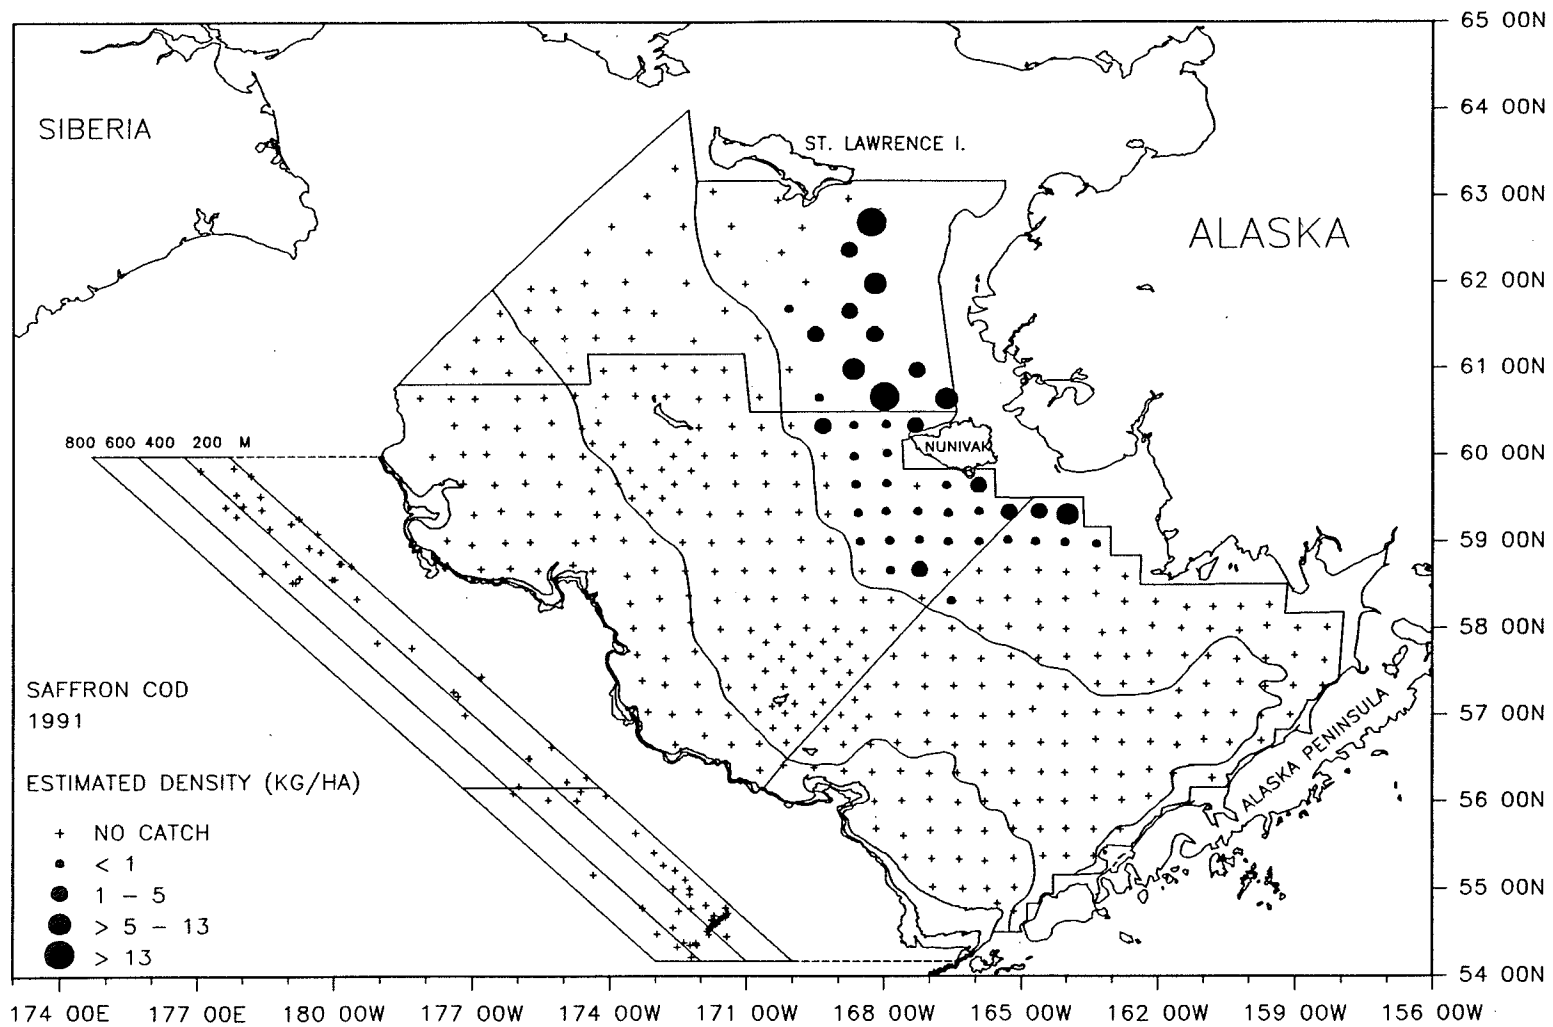 65 00N
64 00N
SIBERIA
ST. LAWRENCE I.
63 00N
ALASKA
62 00N
61 00N
800 600 400 200 M
NUNIVAK
60 00N
59 00N
58 00N
SAFFRON COD
1991
57 00N
ALASKA PENINSULA
ESTIMATED DENSITY (KG/HA)
56 00N
+ NO CATCH
< 1
1 – 5
55 00N
> 5 – 13
> 13
54 00N
174 00E 177 00E 180 00W 177 00W 174 00W 171 00W 168 00W 165 00W 162 00W 159 00W 156 00W